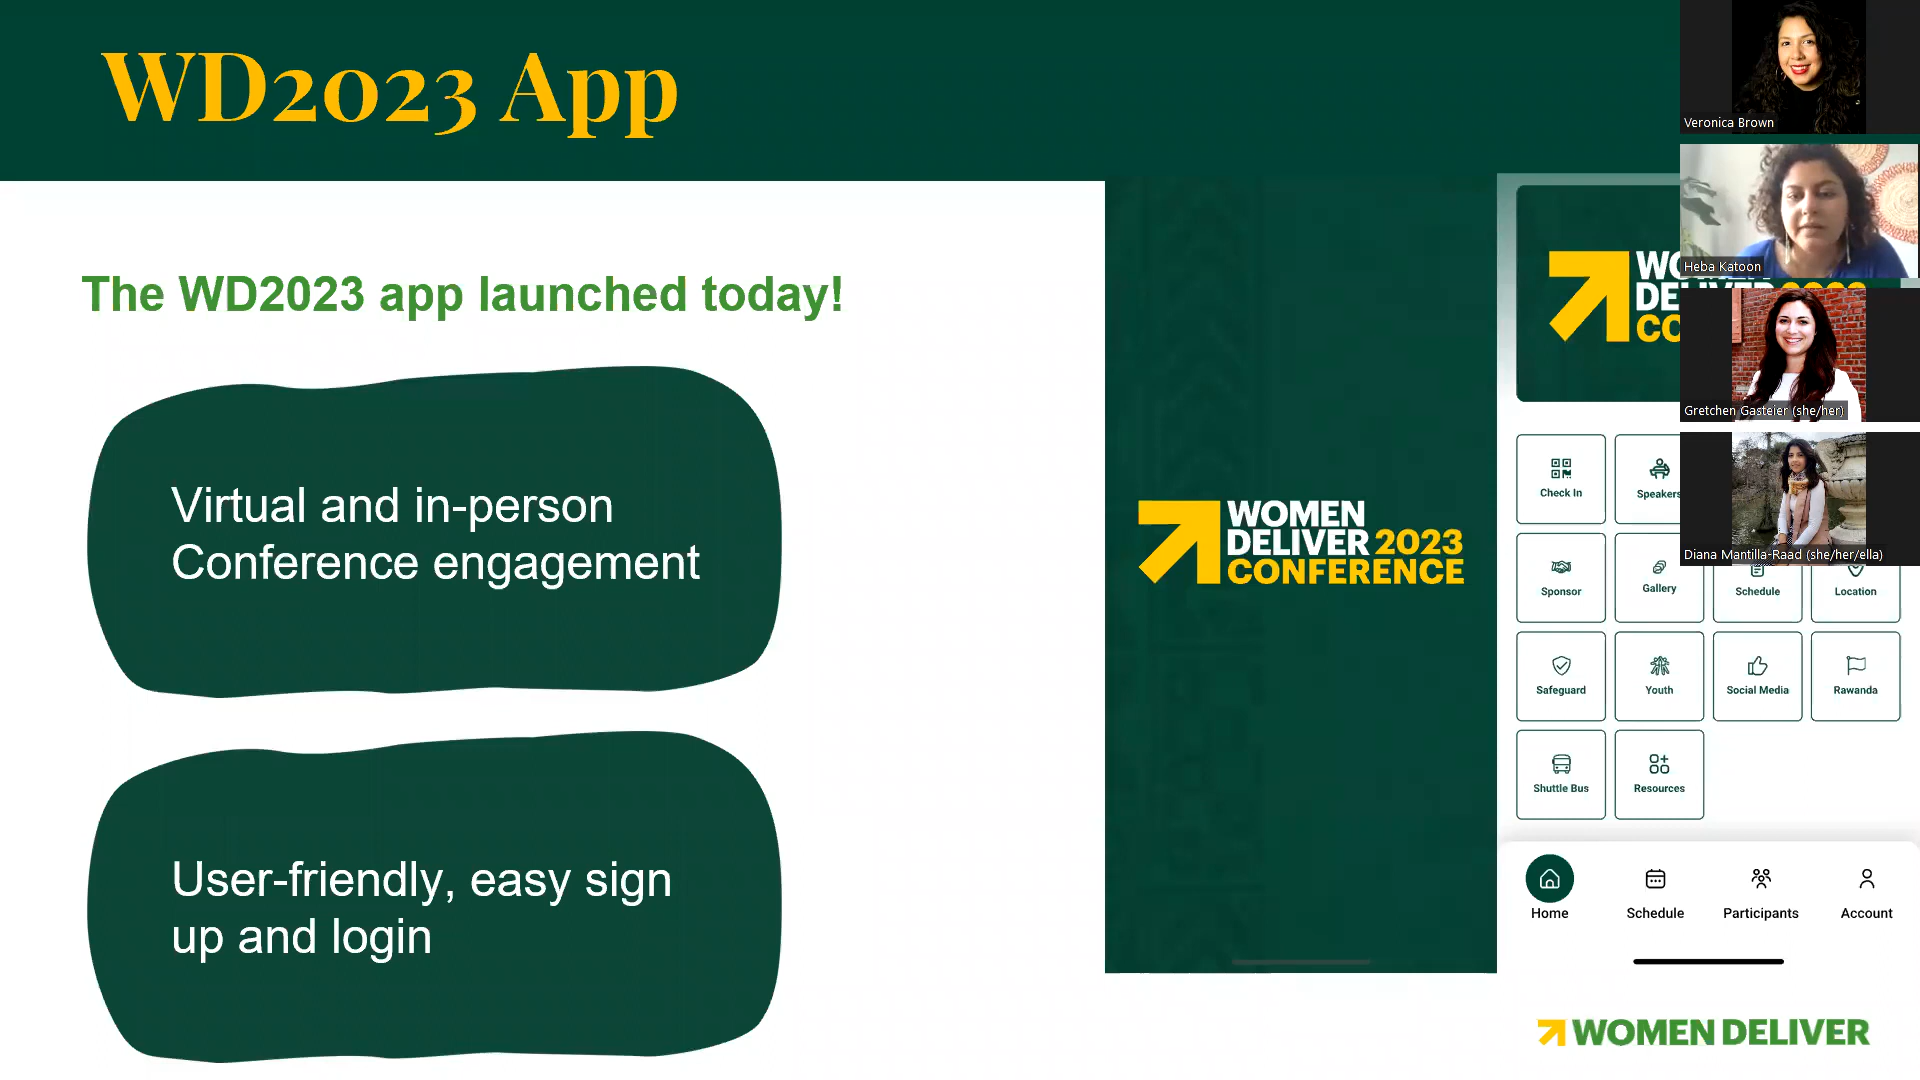 WD2023 App
The WD2023 app launched today!
Virtual and in-person
Conference engagement
User-friendly, easy sign
up and login
WOMEN
DELIVER 2023
CONFERENCE
Check In
Speakers
Sponsor
Gallery
Schedule
Location
Safeguard
Youth
Social Media
Rawanda
Shuttle Bus
Resources
Home
Schedule
Participants
Account
WOMEN DELIVER
Veronica Brown
Heba Katoon
Gretchen Gasteier (she/her)
Diana Mantilla-Raad (she/her/ella)